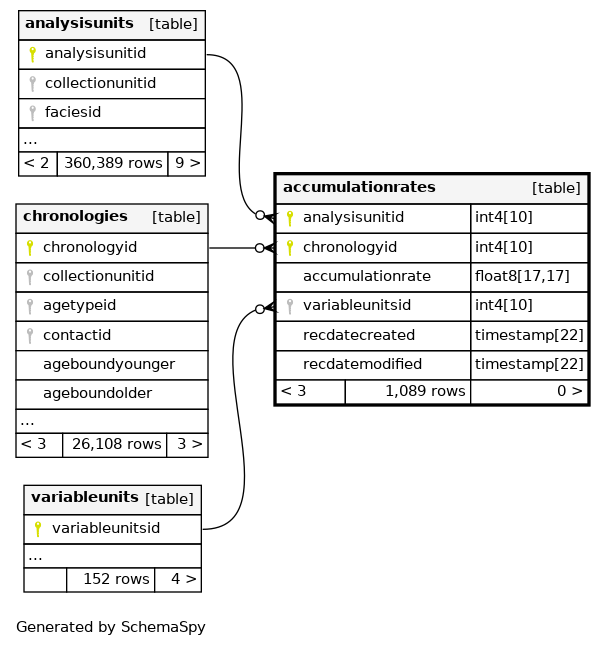 analysisunits [table]
analysisunitid
collectionunitid
faciesid
...
< 2 360,389 rows 9 >
chronologies [table]
chronologyid
collectionunitid
agetypeid
contactid
ageboundyounger
ageboundolder
...
< 3 26,108 rows 3 >
variableunits [table]
variableunitsid
...
152 rows 4 >
accumulationrates [table]
analysisunitid int4[10]
chronologyid int4[10]
accumulationrate float8[17,17]
variableunitsid int4[10]
recdatecreated timestamp[22]
recdatemodified timestamp[22]
< 3 1,089 rows 0 >
Generated by SchemaSpy